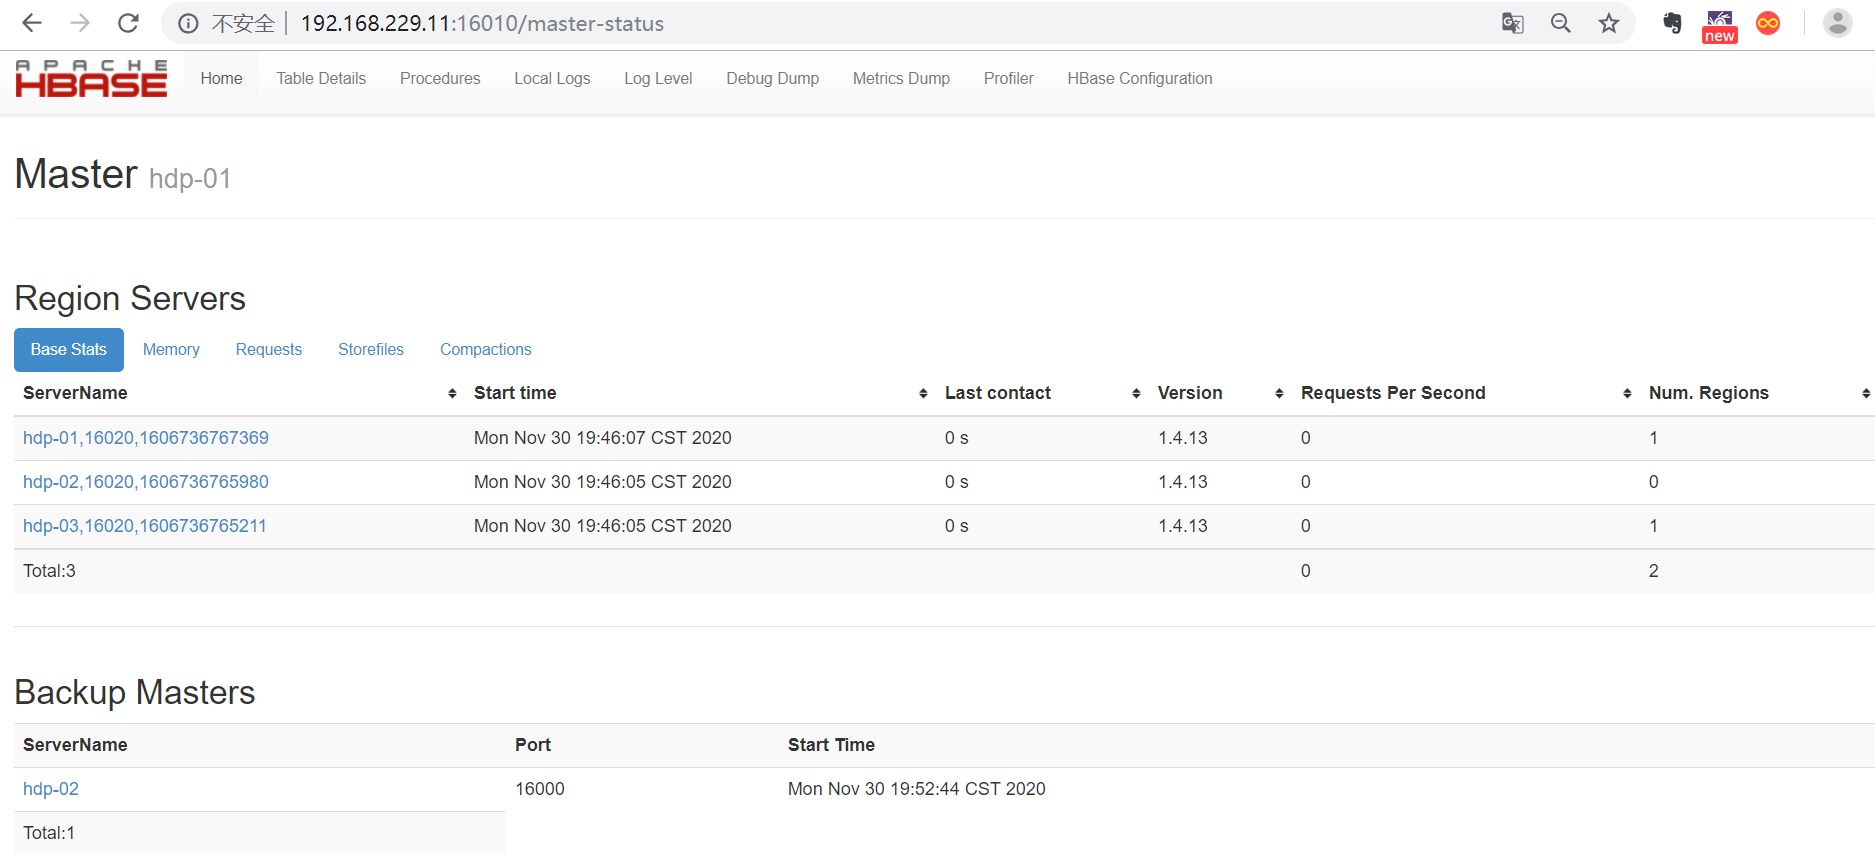 不安全 192.168.229.11:16010/master-status
new
APACHE HBASE Home Table Details Procedures Local Logs Log Level Debug Dump Metrics Dump Profiler HBase Configuration
Master hdp-01
Region Servers
Base Stats Memory Requests Storefiles Compactions
ServerName Start time Last contact Version Requests Per Second Num. Regions
hdp-01,16020,1606736767369 Mon Nov 30 19:46:07 CST 2020 0 s 1.4.13 0 1
hdp-02,16020,1606736765980 Mon Nov 30 19:46:05 CST 2020 0 s 1.4.13 0 0
hdp-03,16020,1606736765211 Mon Nov 30 19:46:05 CST 2020 0 s 1.4.13 0 1
Total:3 0 2
Backup Masters
ServerName Port Start Time
hdp-02 16000 Mon Nov 30 19:52:44 CST 2020
Total:1